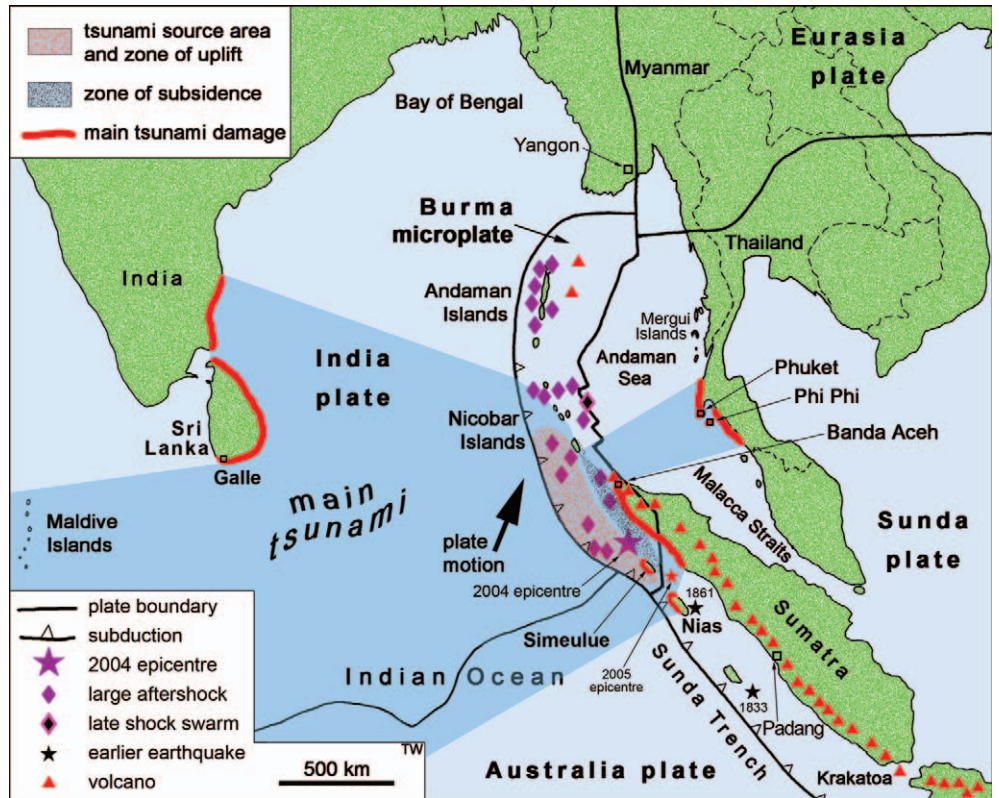 tsunami source area
and zone of uplift
zone of subsidence
main tsunami damage
Eurasia
plate
Myanmar
Bay of Bengal
Yangon
Burma
microplate
Thailand
India
Andaman
Islands
Mergui
Islands
Andaman
Sea
India
plate
Phuket
Phi Phi
Nicobar
Islands
Banda Aceh
Sri
Lanka
Galle
main
tsunami
Malacca Straits
Maldive
Islands
Sunda
plate
plate
motion
2004 epicentre
1861
Nias
Simeulue
Sumatra
2005
epicentre
Indian Ocean
Sunda Trench
1833
Padang
Australia plate
Krakatoa
plate boundary
subduction
2004 epicentre
large aftershock
late shock swarm
earlier earthquake
volcano
TW
500 km